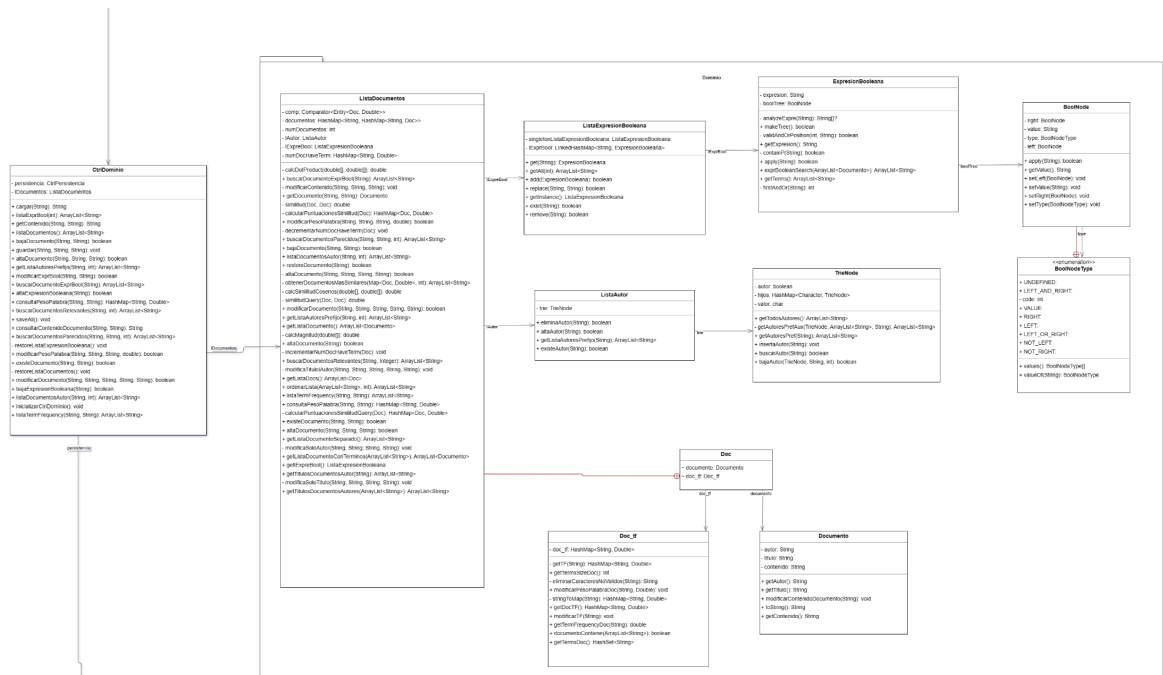 Dominio
CtrlDominio
- persistencia: CtrlPersistencia
- lDocumentos: ListaDocumentos
+ cargar(String): String
+ listaExprBool(int): ArrayList<String>
+ getContenido(String, String): String
+ listaDocumentos(): ArrayList<String>
+ bajaDocumento(String, String): boolean
+ guardar(String, String, String): void
+ altaDocumento(String, String): boolean
+ getListaAutoresPrefijo(String, int): ArrayList<String>
+ modificarExprBool(String, String): boolean
+ buscarDocumentoExprBool(String): ArrayList<String>
+ altaExpresionBooleana(String): boolean
+ consultaPesoPalabra(String, String): HashMap<String, Double>
+ buscarDocumentosRelevantes(String, int): ArrayList<String>
+ saveAll(): void
+ consultarContenidoDocumento(String, String): String
+ buscarDocumentosParecidos(String, String, int): ArrayList<String>
- restoreListaExpresionBooleana(): void
+ modificarPesoPalabra(String, String, String, double): boolean
+ existeDocumento(String, String): boolean
- restoreListaDocumentos(): void
+ modificarDocumento(String, String, String, String, String): boolean
+ bajaExpresionBooleana(String): boolean
+ listaDocumentosAutor(String, int): ArrayList<String>
+ inicializarCtrlDominio(): void
+ listaTermFrequency(String, String): ArrayList<String>
persistencia
lDocumentos
ListaDocumentos
- comp: Comparator<Entry<Doc, Double>>
- documentos: HashMap<String, HashMap<String, Doc>>
- numDocumentos: int
- lAutor: ListaAutor
- lExpreBool: ListaExpresionBooleana
- numDocHaveTerm: HashMap<String, Double>
- calcDotProduct(double[], double[]): double
+ buscarDocumentoExprBool(String): ArrayList<String>
- modificarContenido(String, String, String): void
+ getDocumento(String, String): Documento
- similitud(Doc, Doc): double
- calcularPuntuacionesSimilitud(Doc): HashMap<Doc, Double>
+ modificarPesoPalabra(String, String, String, double): boolean
- decrementarNumDocHaveTerm(Doc): void
+ buscarDocumentosParecidos(String, String, int): ArrayList<String>
+ bajaDocumento(String, String): boolean
+ listaDocumentosAutor(String, int): ArrayList<String>
+ restoreDocumento(String): boolean
- altaDocumento(String, String, String, String): boolean
- obtenerDocumentosMasSimilares(Map<Doc, Double>, int): ArrayList<String>
- calcSimilitudCosenos(double[], double[]): double
- similitudQuery(Doc, Doc): double
+ modificarDocumento(String, String, String, String, String): boolean
+ getListaAutoresPrefijo(String, int): ArrayList<String>
+ getListaDocumento(): ArrayList<Documento>
- calcMagnitud(double[]): double
+ altaDocumento(String): boolean
- incrementarNumDocHaveTerm(Doc): void
+ buscarDocumentosRelevantes(String, Integer): ArrayList<String>
- modificaTituloAutor(String, String, String, String, String): void
+ getListaDocs(): ArrayList<Doc>
+ ordenarLista(ArrayList<String>, int): ArrayList<String>
+ listaTermFrequency(String, String): ArrayList<String>
+ consultaPesoPalabra(String, String): HashMap<String, Double>
- calcularPuntuacionesSimilitudQuery(Doc): HashMap<Doc, Double>
+ existeDocumento(String, String): boolean
+ altaDocumento(String, String): boolean
+ getListaDocumentoSeparado(): ArrayList<String>
- modificaSoloAutor(String, String, String, String): void
+ getListaDocumentoConTerminos(ArrayList<String>): ArrayList<Documento>
+ getExpreBool(): ListaExpresionBooleana
+ getTitulosDocumentosAutor(String): ArrayList<String>
- modificaSoloTitulo(String, String, String, String): void
+ getTitulosDocumentosAutores(ArrayList<String>): ArrayList<String>
lExpreBool
lAutor
ListaExpresionBooleana
- singletonListaExpresionBooleana: ListaExpresionBooleana
- lExprBool: LinkedHashMap<String, ExpresionBooleana>
+ get(String): ExpresionBooleana
+ getAll(int): ArrayList<String>
+ add(ExpresionBooleana): boolean
+ replace(String, String): boolean
+ getInstance(): ListaExpresionBooleana
+ exist(String): boolean
+ remove(String): boolean
lExprBool
ExpresionBooleana
- expresion: String
- boolTree: BoolNode
- analyzeExpre(String): String[]?
+ makeTree(): boolean
- validAndOrPosition(int, String): boolean
+ getExpresion(): String
- containP(String): boolean
+ apply(String): boolean
+ exprBooleanSearch(ArrayList<Documento>): ArrayList<String>
+ getTerms(): ArrayList<String>
- firstAndOr(String): int
boolTree
BoolNode
- right: BoolNode
- value: String
- type: BoolNodeType
- left: BoolNode
+ apply(String): boolean
+ getValue(): String
+ setLeft(BoolNode): void
+ setValue(String): void
+ setRight(BoolNode): void
+ setType(BoolNodeType): void
type
<<enumeration>>
BoolNodeType
+ UNDEFINED:
+ LEFT_AND_RIGHT:
- code: int
+ VALUE:
+ RIGHT:
+ LEFT:
+ LEFT_OR_RIGHT:
+ NOT_LEFT:
+ NOT_RIGHT:
+ values(): BoolNodeType[]
+ valueOf(String): BoolNodeType
ListaAutor
- trie: TrieNode
+ eliminaAutor(String): boolean
+ altaAutor(String): boolean
+ getListaAutoresPrefijo(String): ArrayList<String>
+ existeAutor(String): boolean
trie
TrieNode
- autor: boolean
- hijos: HashMap<Character, TrieNode>
- valor: char
+ getTodosAutores(): ArrayList<String>
- getAutoresPrefAux(TrieNode, ArrayList<String>, String): ArrayList<String>
+ getAutoresPref(String): ArrayList<String>
+ insertaAutor(String): void
+ buscarAutor(String): boolean
+ bajaAutor(TrieNode, String, int): boolean
Doc
~ documento: Documento
~ doc_tf: Doc_tf
doc_tf
documento
Doc_tf
- doc_tf: HashMap<String, Double>
- getTF(String): HashMap<String, Double>
+ getTermsSizeDoc(): int
- eliminarCaracteresNoValidos(String): String
+ modificarPesoPalabraDoc(String, Double): void
- stringToMap(String): HashMap<String, Double>
+ getDocTF(): HashMap<String, Double>
+ modificarTF(String): void
+ getTermFrequencyDoc(String): double
+ documentoContiene(ArrayList<String>): boolean
+ getTermsDoc(): HashSet<String>
Documento
- autor: String
- titulo: String
- contenido: String
+ getAutor(): String
+ getTitulo(): String
+ modificarContenidoDocumento(String): void
+ toString(): String
+ getContenido(): String